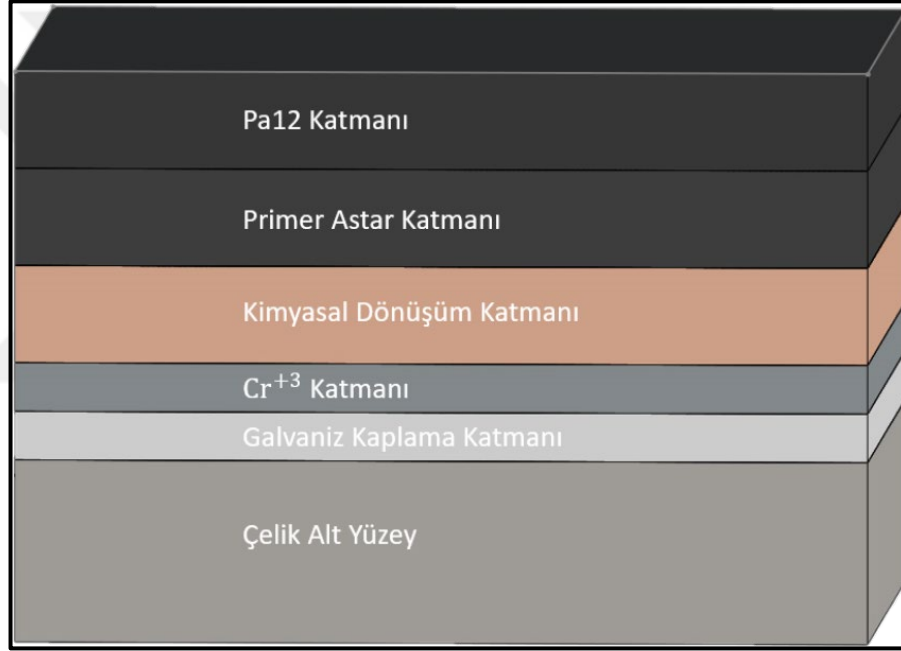 Pa12 Katmanı
Primer Astar Katmanı
Kimyasal Dönüşüm Katmanı
Cr⁺³ Katmanı
Galvaniz Kaplama Katmanı
Çelik Alt Yüzey